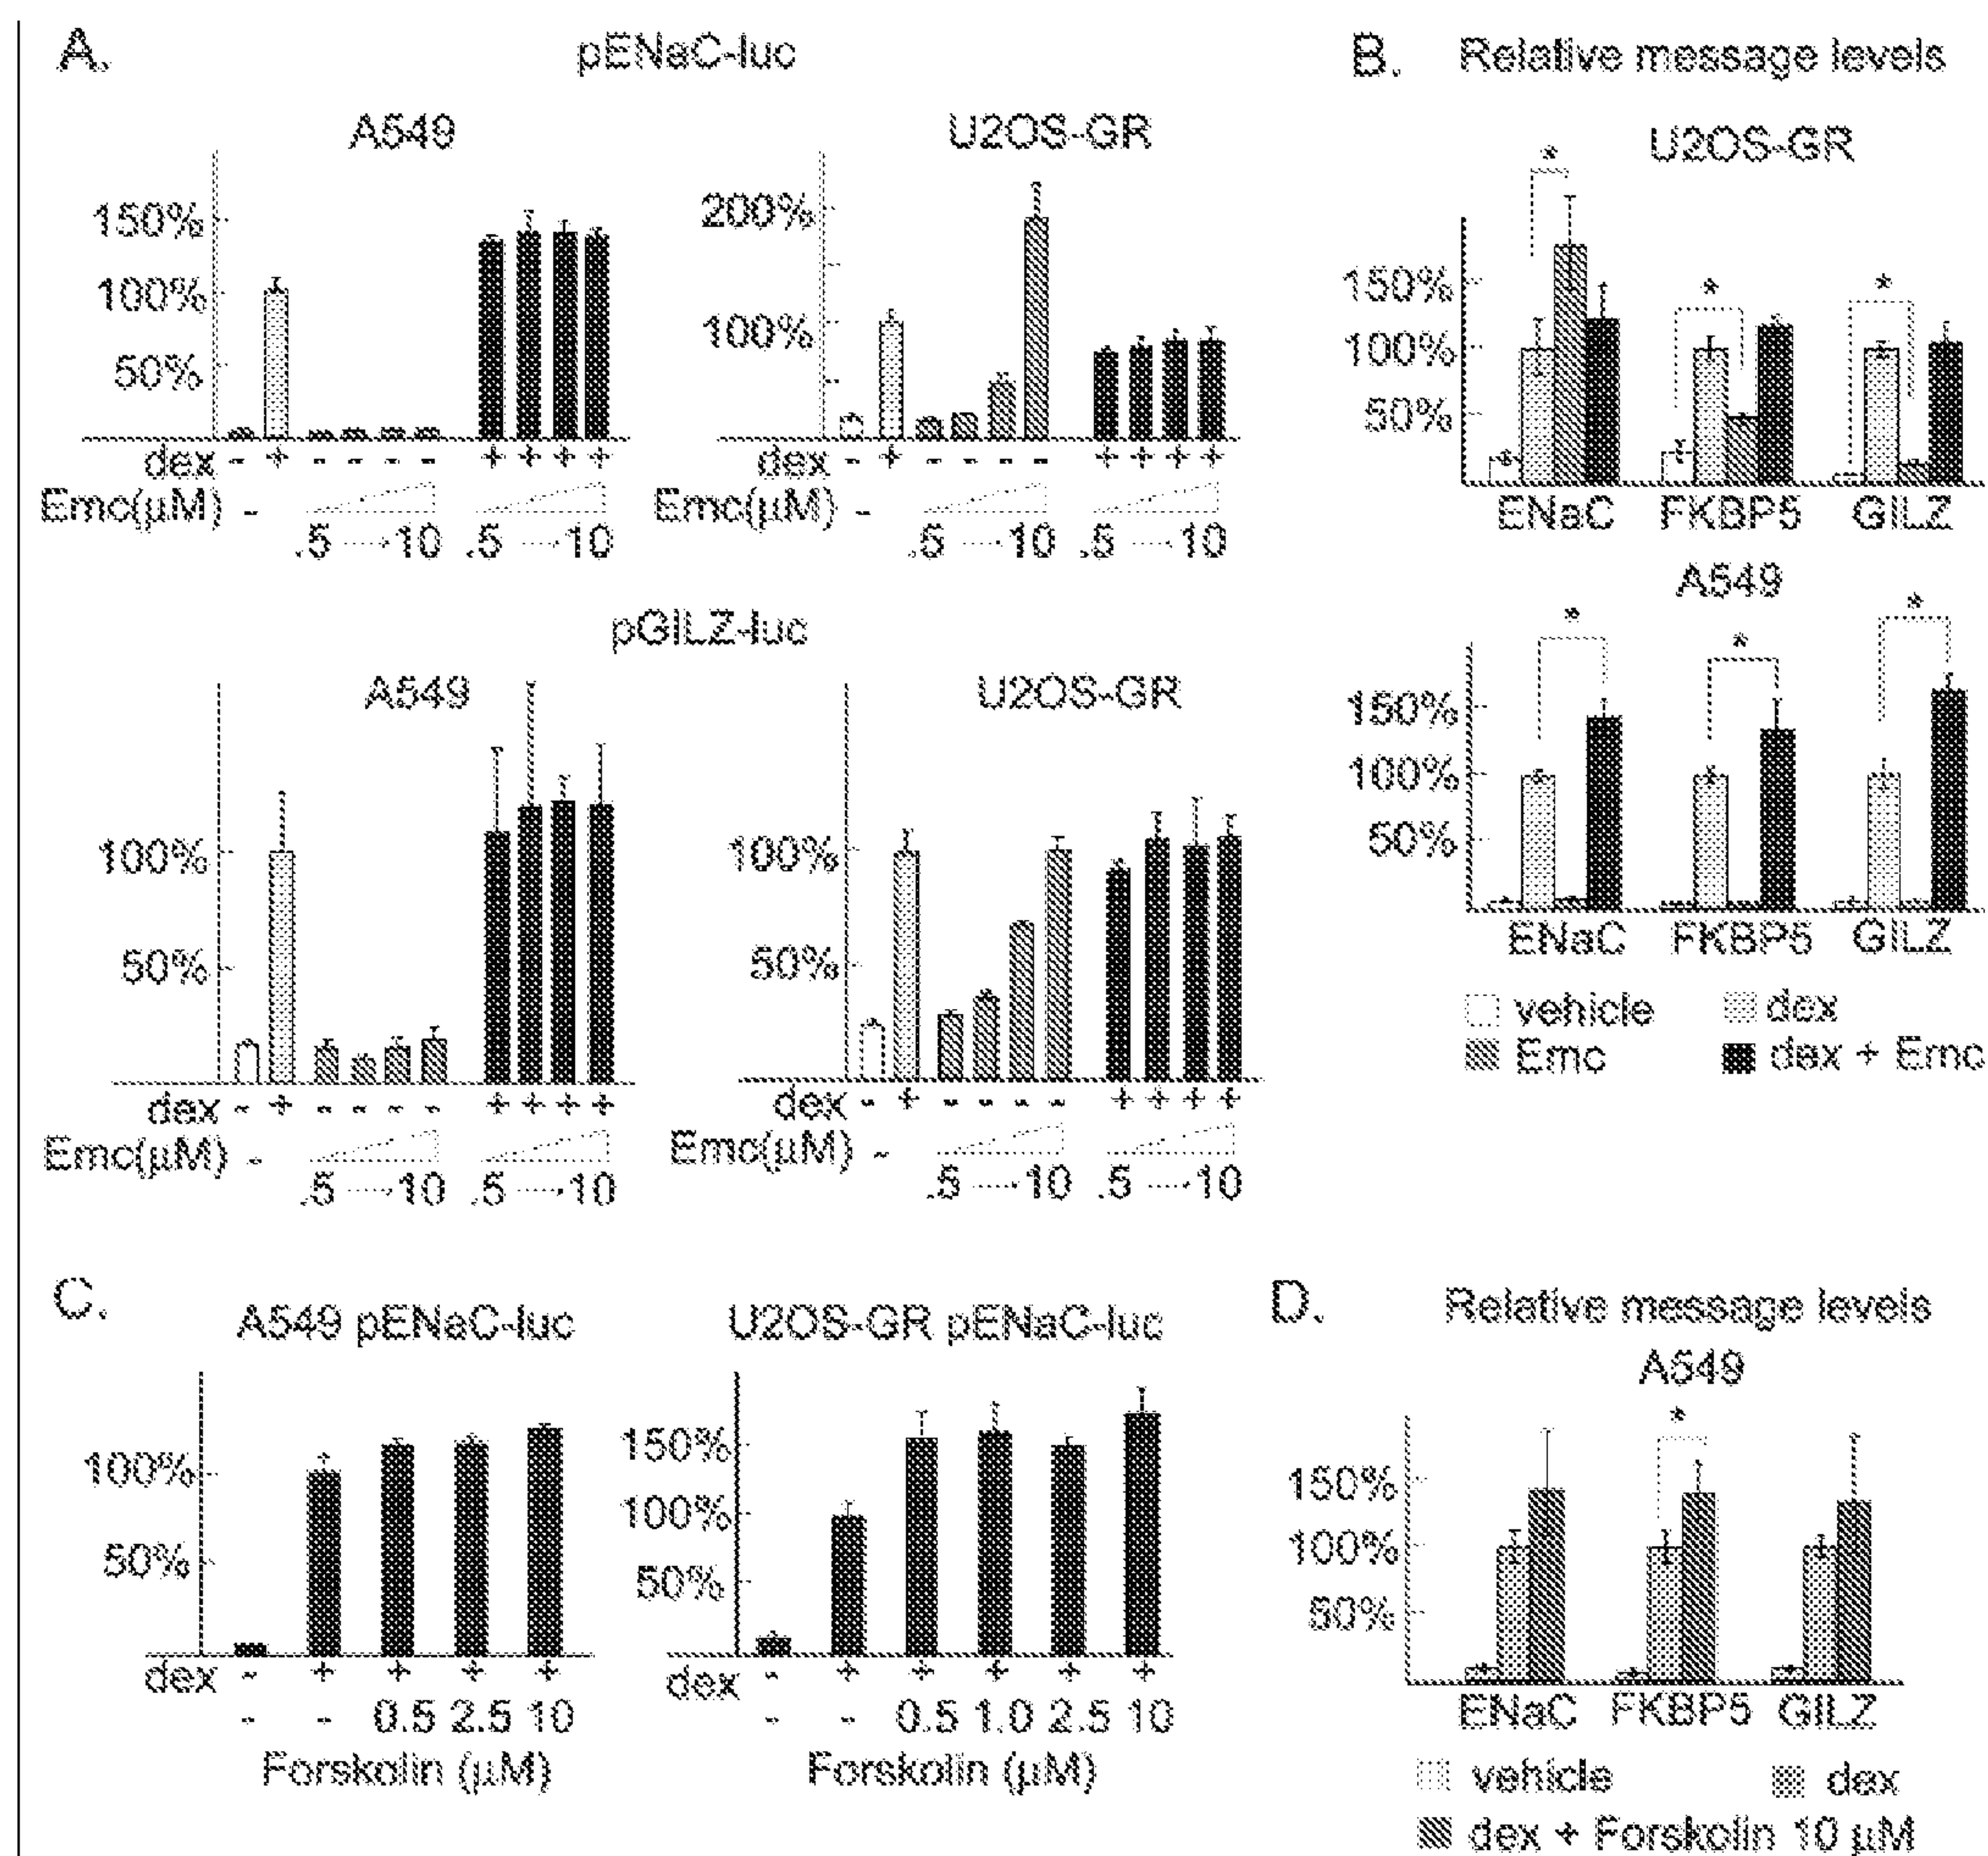 A.
pENaC-luc
A549
150%
100%
50%
dex - + - - - - + + + +
Emc(µM) -
.5 → 10 .5 → 10
U2OS-GR
200%
100%
dex - + - - - - + + + +
Emc(µM) -
.5 → 10 .5 → 10
pGILZ-luc
A549
100%
50%
dex - + - - - - + + + +
Emc(µM) -
.5 → 10 .5 → 10
U2OS-GR
100%
50%
dex - + - - - - + + + +
Emc(µM) -
.5 → 10 .5 → 10
B. Relative message levels
U2OS-GR
* * *
150%
100%
50%
ENaC FKBP5 GILZ
A549
* * *
150%
100%
50%
ENaC FKBP5 GILZ
vehicle dex
Emc dex + Emc
C.
A549 pENaC-luc
100%
50%
dex - + + + +
- - 0.5 2.5 10
Forskolin (µM)
U2OS-GR pENaC-luc
150%
100%
50%
dex - + + + + +
- - 0.5 1.0 2.5 10
Forskolin (µM)
D. Relative message levels
A549
*
150%
100%
50%
ENaC FKBP5 GILZ
vehicle dex
dex + Forskolin 10 µM